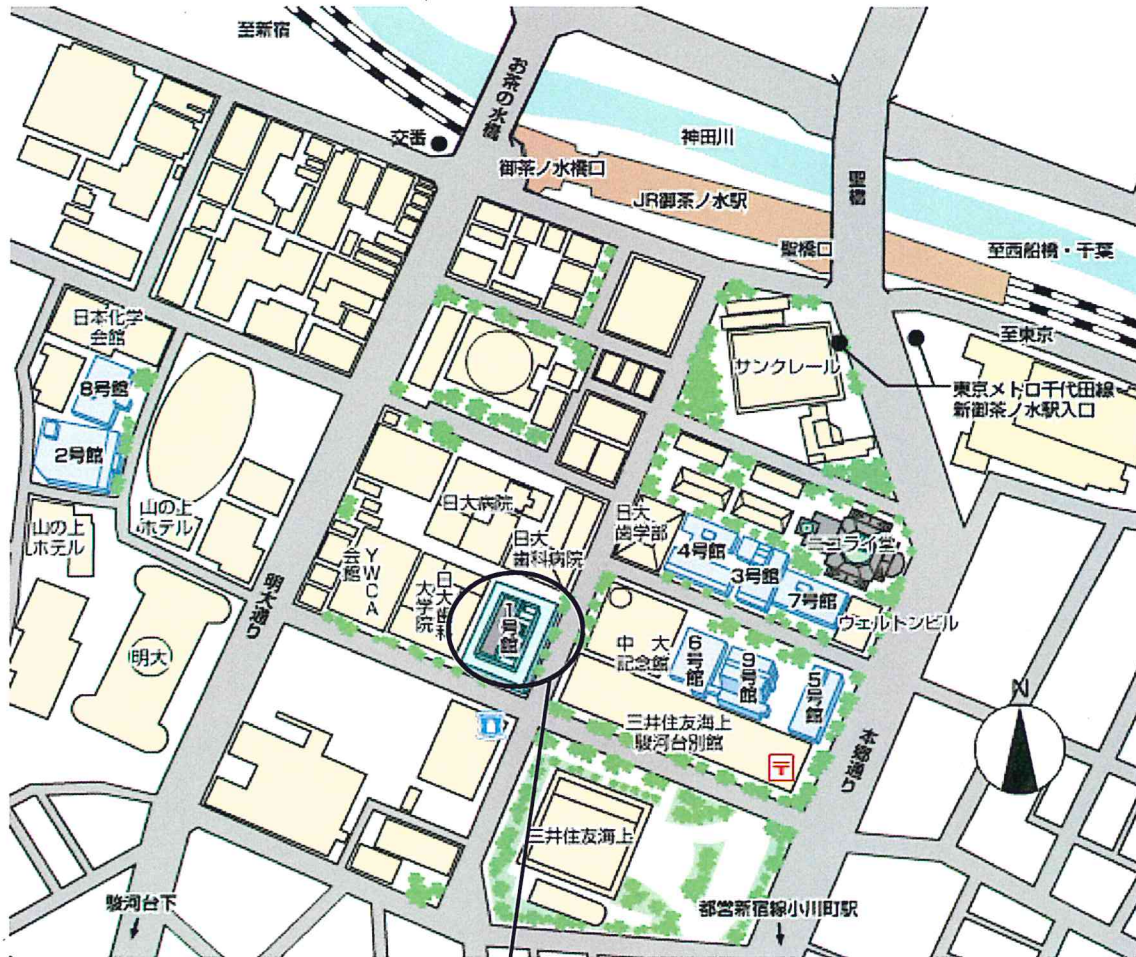 至新宿
お茶の水橋
交番
神田川
御茶ノ水橋口
JR御茶ノ水駅
聖橋
聖橋口
至西船橋・千葉
至東京
日本化学
会館
サンクレール
東京メトロ千代田線
新御茶ノ水駅入口
8号館
2号館
山の上
ホテル
山の上
ホテル
日大病院
日大
歯科病院
日大
歯学部
4号館
3号館
ニコライ堂
7号館
YWCA
会館
日大歯科
大学院
1号館
ウェルトンビル
明大通り
明大
中大
記念館
6号館
9号館
5号館
N
三井住友海上
駿河台別館
〒
本郷通り
三井住友海上
駿河台下
都営新宿線小川町駅